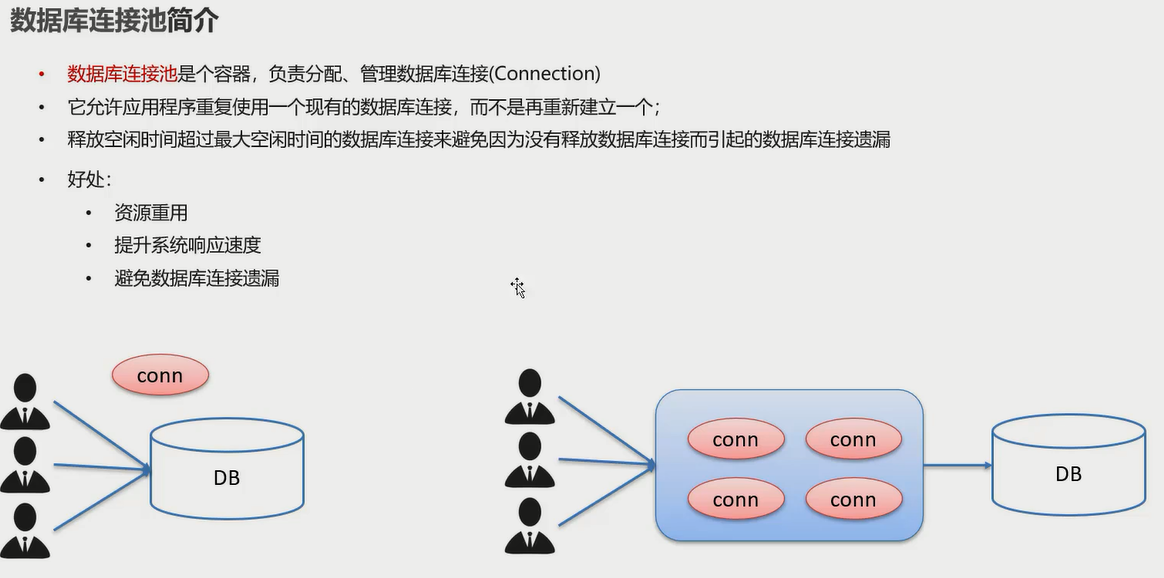 数据库连接池简介
• 数据库连接池是个容器，负责分配、管理数据库连接(Connection)
• 它允许应用程序重复使用一个现有的数据库连接，而不是再重新建立一个；
• 释放空闲时间超过最大空闲时间的数据库连接来避免因为没有释放数据库连接而引起的数据库连接遗漏
• 好处：
• 资源重用
• 提升系统响应速度
• 避免数据库连接遗漏
conn
DB
conn conn
conn conn
DB